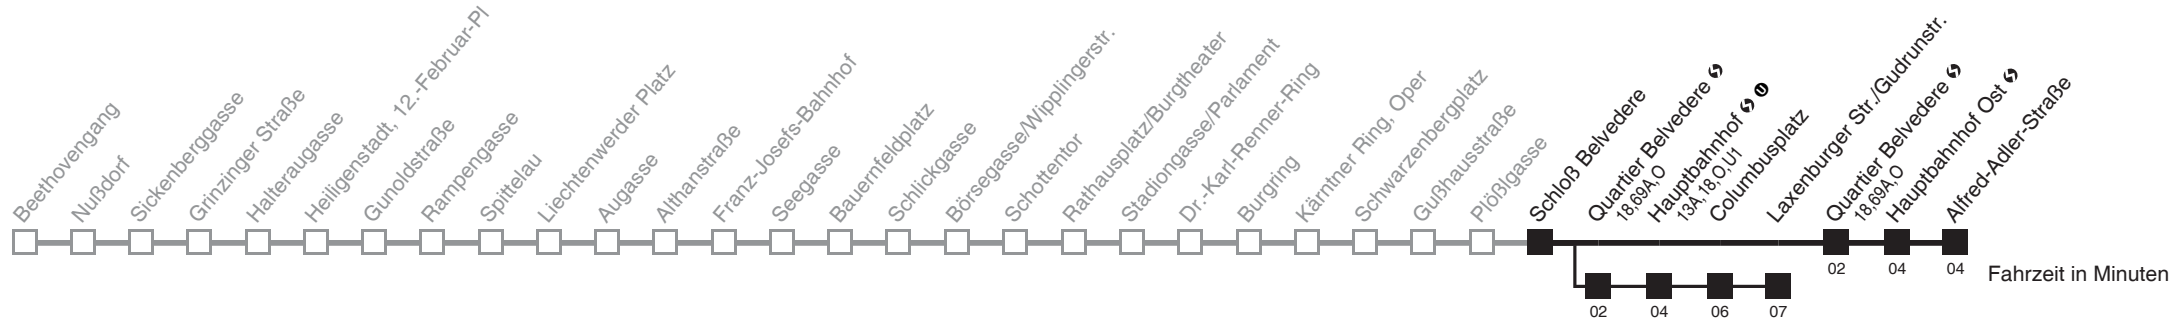 Beethovengang
Nußdorf
Sickenberggasse
Grinzinger Straße
Halteraugasse
Heiligenstadt, 12.-Februar-Pl
Gunoldstraße
Rampengasse
Spittelau
Liechtenwerder Platz
Augasse
Althanstraße
Franz-Josefs-Bahnhof
Seegasse
Bauernfeldplatz
Schlickgasse
Börsegasse/Wipplingerstr.
Schottentor
Rathausplatz/Burgtheater
Stadiongasse/Parlament
Dr.-Karl-Renner-Ring
Burgring
Kärntner Ring, Oper
Schwarzenbergplatz
Gußhausstraße
Plößlgasse
Schloß Belvedere
Quartier Belvedere S
18,69A,O
Hauptbahnhof S U
13A, 18, O, U1
Columbusplatz
Laxenburger Str./Gudrunstr.
Quartier Belvedere S
18,69A,O
Hauptbahnhof Ost S
Alfred-Adler-Straße
02 04 04
Fahrzeit in Minuten
02 04 06 07